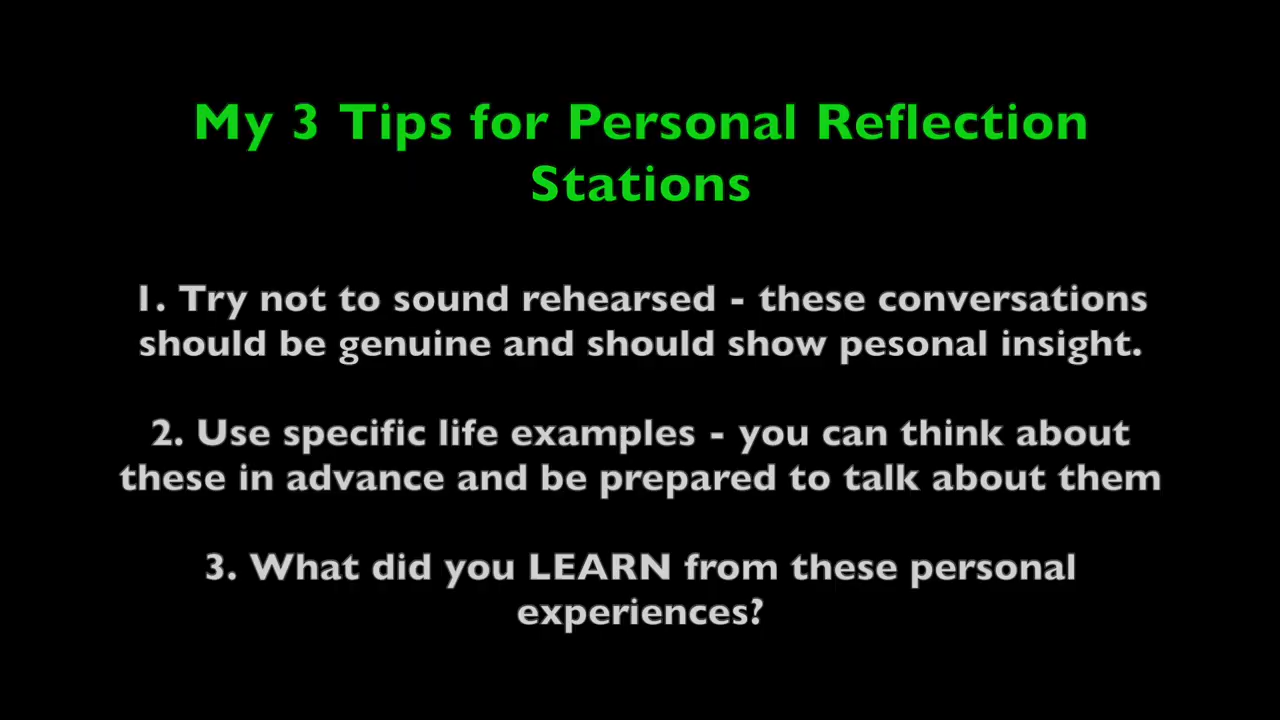 My 3 Tips for Personal Reflection
Stations
1. Try not to sound rehearsed - these conversations
should be genuine and should show pesonal insight.
2. Use specific life examples - you can think about
these in advance and be prepared to talk about them
3. What did you LEARN from these personal
experiences?